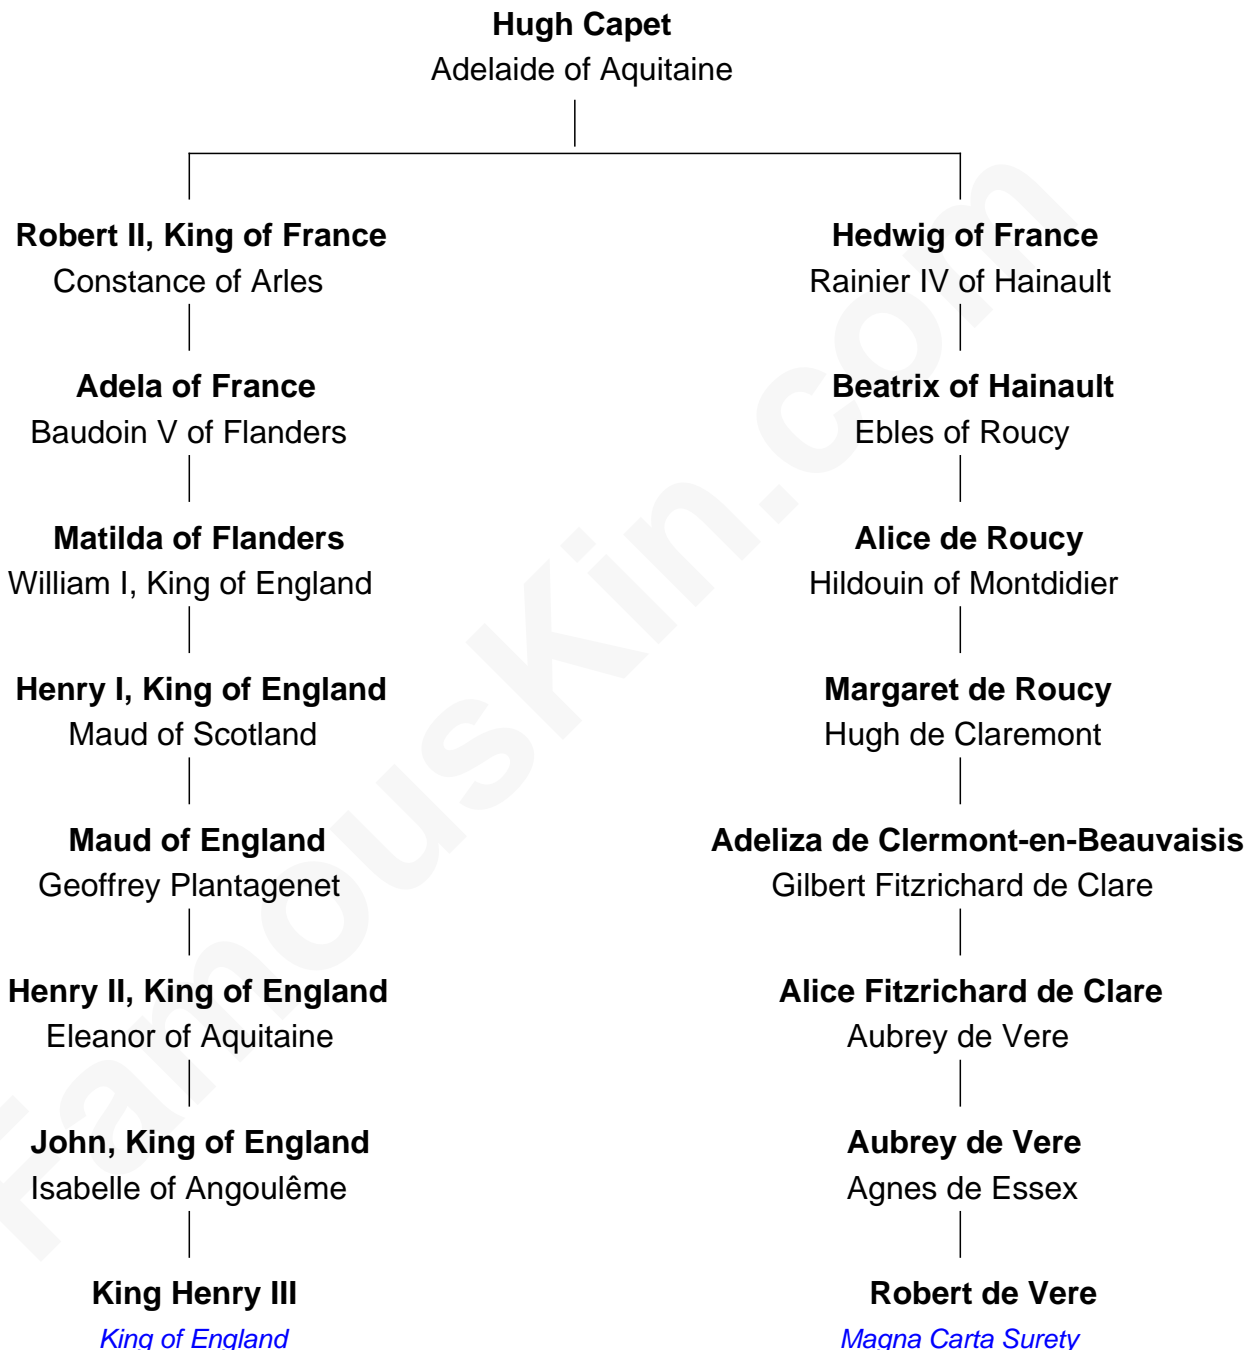 Hugh Capet
Adelaide of Aquitaine
Robert II, King of France
Constance of Arles
Adela of France
Baudoin V of Flanders
Matilda of Flanders
William I, King of England
Henry I, King of England
Maud of Scotland
Maud of England
Geoffrey Plantagenet
Henry II, King of England
Eleanor of Aquitaine
John, King of England
Isabelle of Angoulême
King Henry III
King of England
Hedwig of France
Rainier IV of Hainault
Beatrix of Hainault
Ebles of Roucy
Alice de Roucy
Hildouin of Montdidier
Margaret de Roucy
Hugh de Claremont
Adeliza de Clermont-en-Beauvaisis
Gilbert Fitzrichard de Clare
Alice Fitzrichard de Clare
Aubrey de Vere
Aubrey de Vere
Agnes de Essex
Robert de Vere
Magna Carta Surety
FamousKin.com